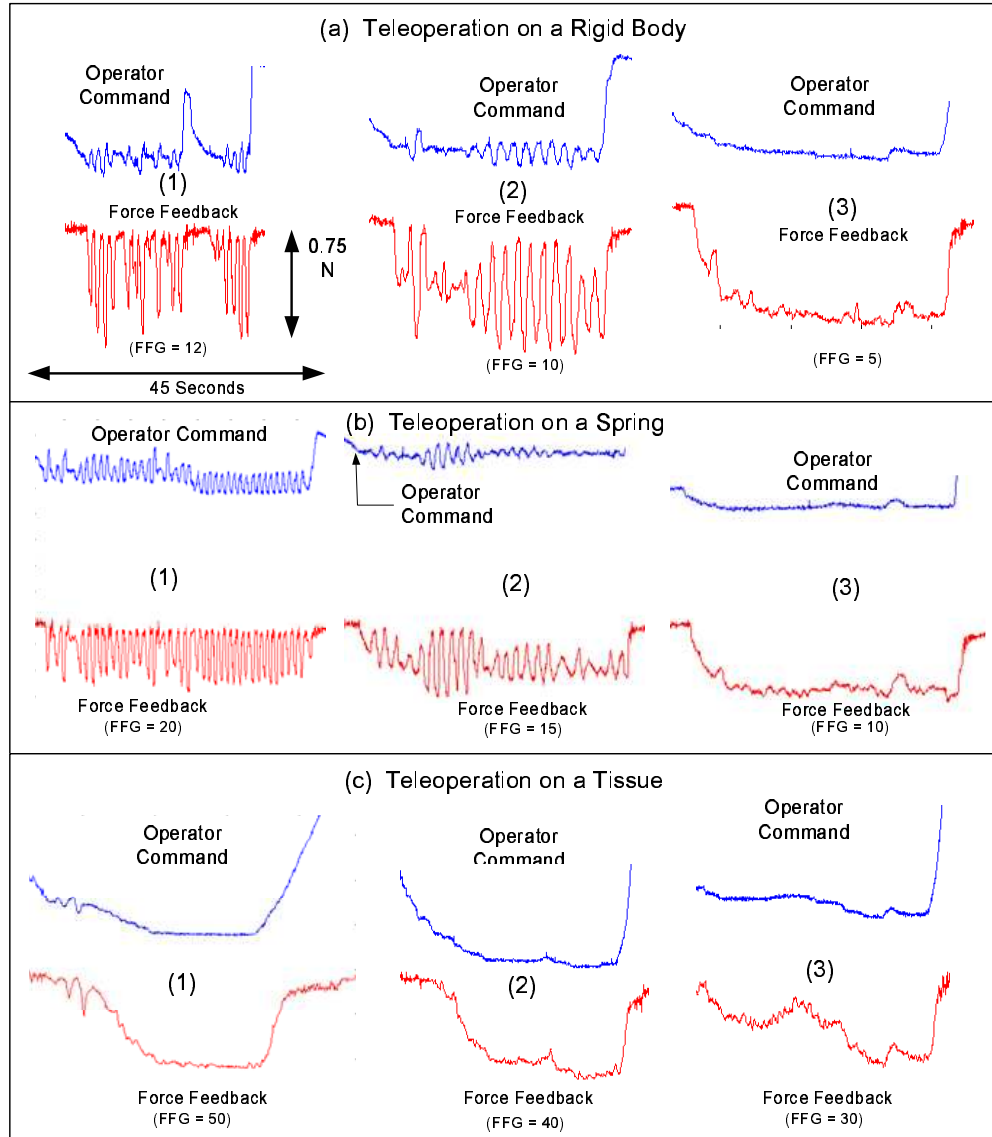 (a) Teleoperation on a Rigid Body
Operator
Command
Operator
Command
Operator
Command
(1)
(2)
(3)
Force Feedback
Force Feedback
Force Feedback
0.75
N
(FFG = 12)
(FFG = 10)
(FFG = 5)
45 Seconds
(b) Teleoperation on a Spring
Operator Command
Operator
Command
Operator
Command
(1)
(2)
(3)
Force Feedback
(FFG = 20)
Force Feedback
(FFG = 15)
Force Feedback
(FFG = 10)
(c) Teleoperation on a Tissue
Operator
Command
Operator
Command
Operator
Command
(1)
(2)
(3)
Force Feedback
(FFG = 50)
Force Feedback
(FFG = 40)
Force Feedback
(FFG = 30)